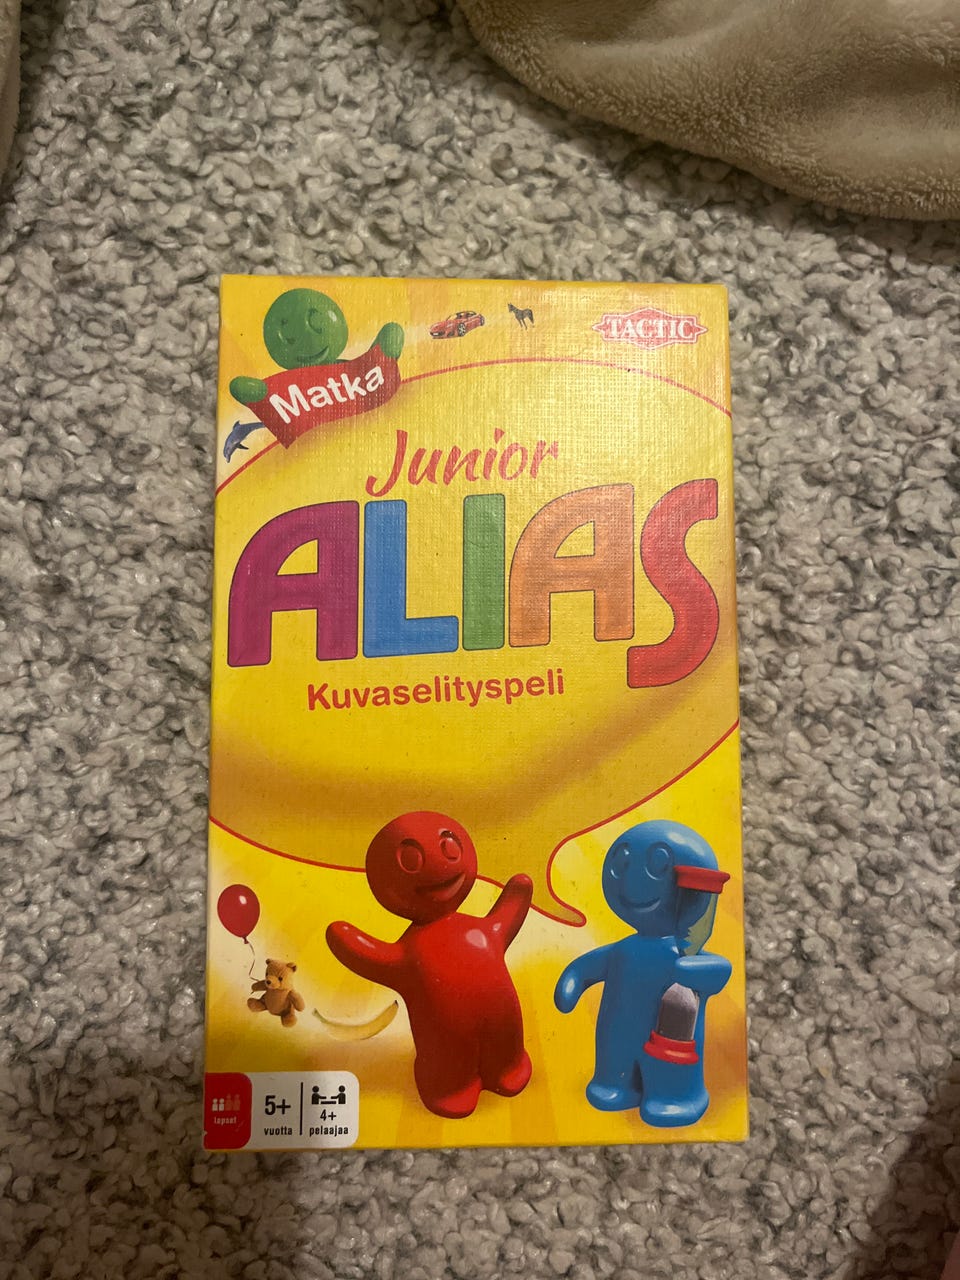 TACTIC
Matka
Junior
ALIAS
Kuvaselityspeli
lapset
5+
vuotta
4+
pelaajaa